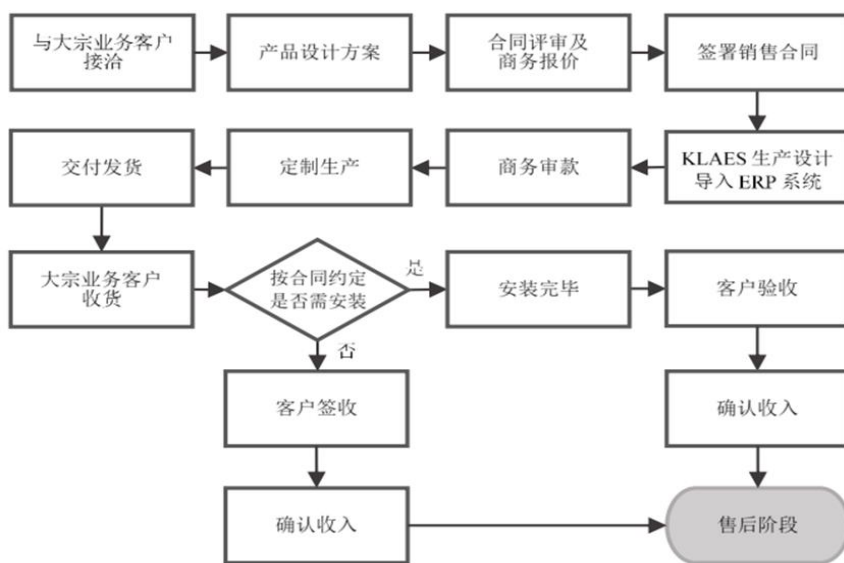 与大宗业务客户
接洽
产品设计方案
合同评审及
商务报价
签署销售合同
交付发货
定制生产
商务审款
KLAES 生产设计
导入 ERP 系统
大宗业务客户
收货
按合同约定
是否需安装
是
安装完毕
客户验收
否
客户签收
确认收入
确认收入
售后阶段